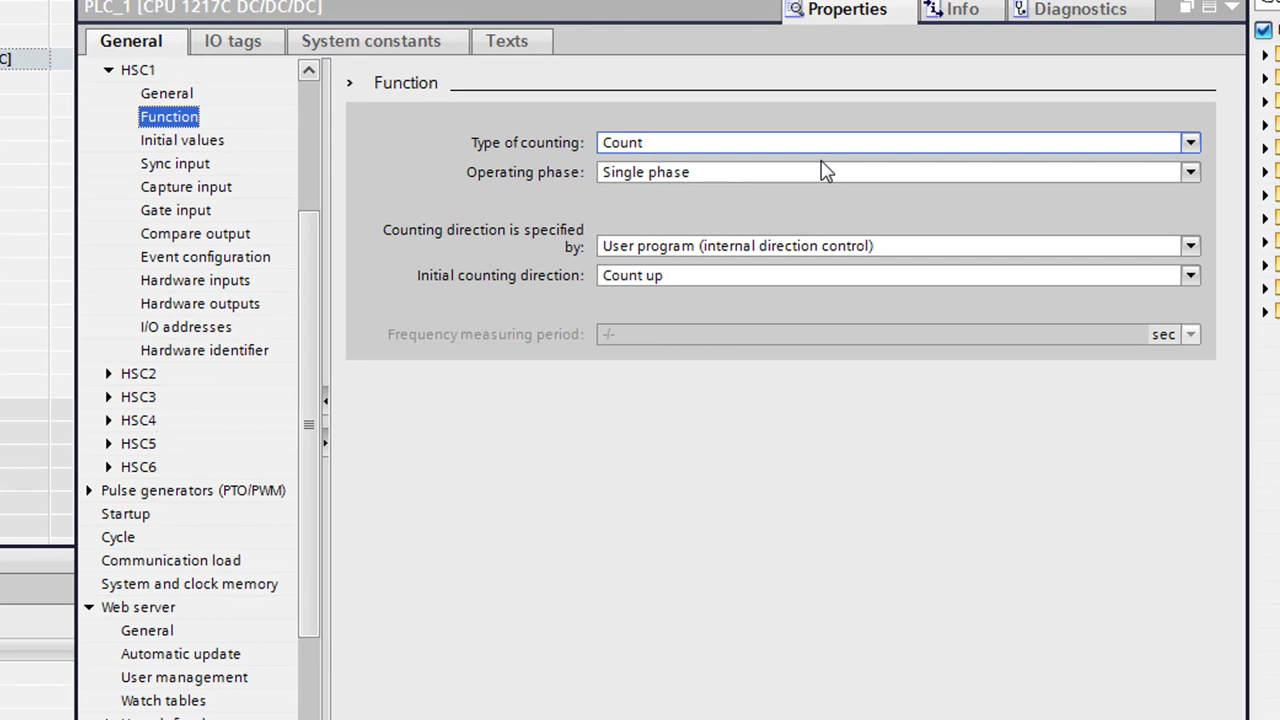 PLC_1 [CPU 1217C DC/DC/DC]
Properties
Info
Diagnostics
General
IO tags
System constants
Texts
C]
HSC1
General
Function
Initial values
Sync input
Capture input
Gate input
Compare output
Event configuration
Hardware inputs
Hardware outputs
I/O addresses
Hardware identifier
HSC2
HSC3
HSC4
HSC5
HSC6
Pulse generators (PTO/PWM)
Startup
Cycle
Communication load
System and clock memory
Web server
General
Automatic update
User management
Watch tables
Function
Type of counting:
Count
Operating phase:
Single phase
Counting direction is specified
by:
User program (internal direction control)
Initial counting direction:
Count up
Frequency measuring period:
-/-
sec